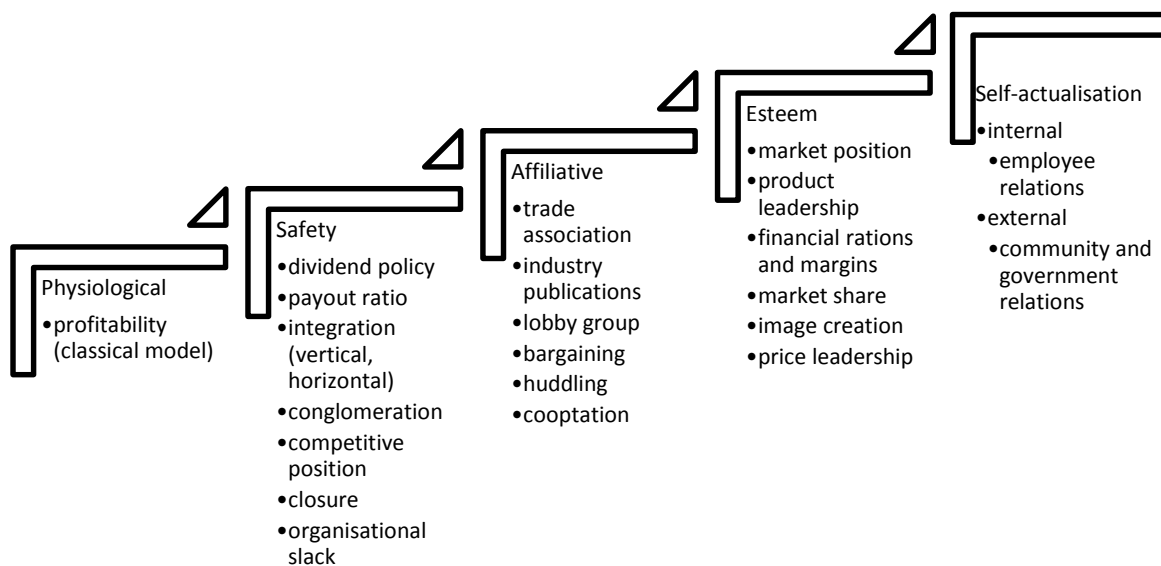 Physiological
•profitability
(classical model)
Safety
•dividend policy
•payout ratio
•integration
(vertical,
horizontal)
•conglomeration
•competitive
position
•closure
•organisational
slack
Affiliative
•trade
association
•industry
publications
•lobby group
•bargaining
•huddling
•cooptation
Esteem
•market position
•product
leadership
•financial rations
and margins
•market share
•image creation
•price leadership
Self-actualisation
•internal
•employee
relations
•external
•community and
government
relations